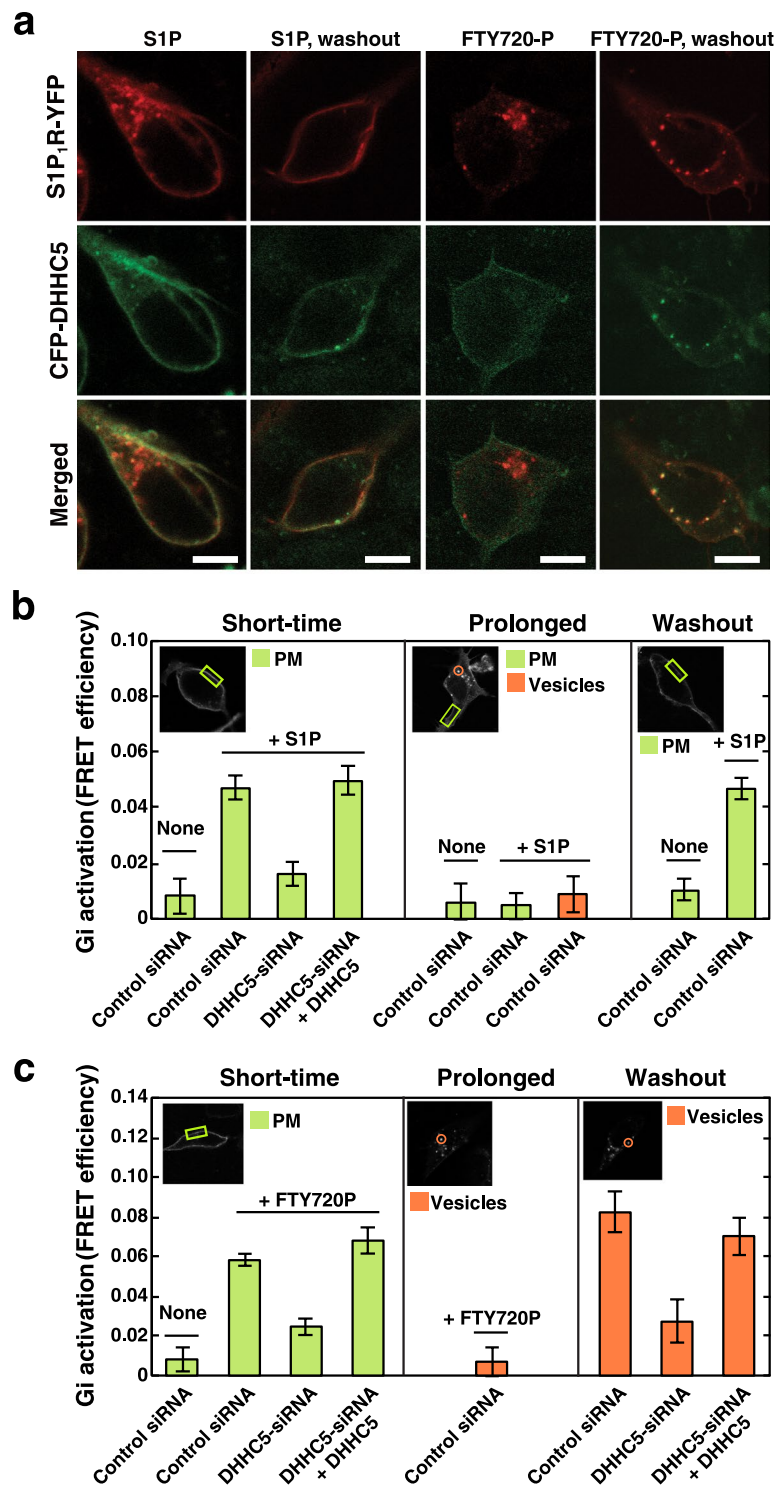 a
S1P
S1P, washout
FTY720-P
FTY720-P, washout
S1P₁R-YFP
CFP-DHHC5
Merged
b
Short-time
Prolonged
Washout
Gi activation (FRET efficiency)
0.10
0.08
0.06
0.04
0.02
0
PM
+ S1P
None
PM
Vesicles
None
+ S1P
PM
+ S1P
None
Control siRNA
Control siRNA
DHHC5-siRNA
DHHC5-siRNA
+ DHHC5
Control siRNA
Control siRNA
Control siRNA
Control siRNA
Control siRNA
c
Short-time
Prolonged
Washout
Gi activation (FRET efficiency)
0.14
0.12
0.10
0.08
0.06
0.04
0.02
0
PM
+ FTY720P
None
Vesicles
+ FTY720P
Vesicles
Control siRNA
Control siRNA
DHHC5-siRNA
DHHC5-siRNA
+ DHHC5
Control siRNA
Control siRNA
DHHC5-siRNA
DHHC5-siRNA
+ DHHC5